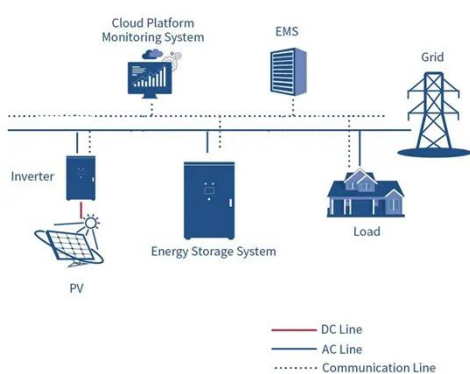 Cloud Platform
Monitoring System
EMS
Grid
Inverter
Energy Storage System
Load
PV
DC Line
AC Line
Communication Line